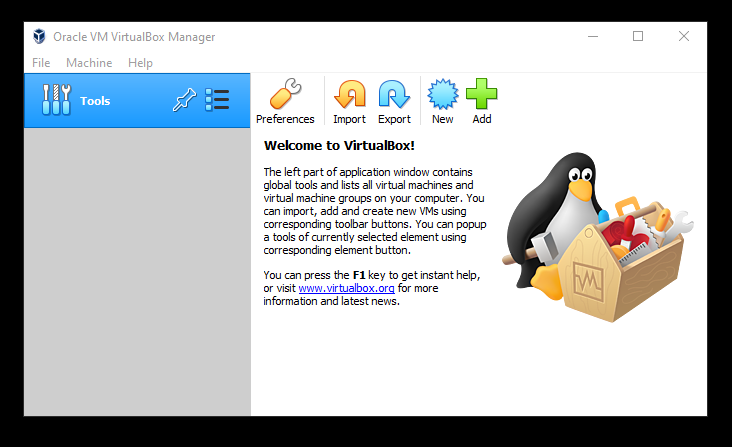 Oracle VM VirtualBox Manager
File Machine Help
Tools
Preferences Import Export New Add
Welcome to VirtualBox!
The left part of application window contains
global tools and lists all virtual machines and
virtual machine groups on your computer. You
can import, add and create new VMs using
corresponding toolbar buttons. You can popup
a tools of currently selected element using
corresponding element button.
You can press the F1 key to get instant help,
or visit www.virtualbox.org for more
information and latest news.